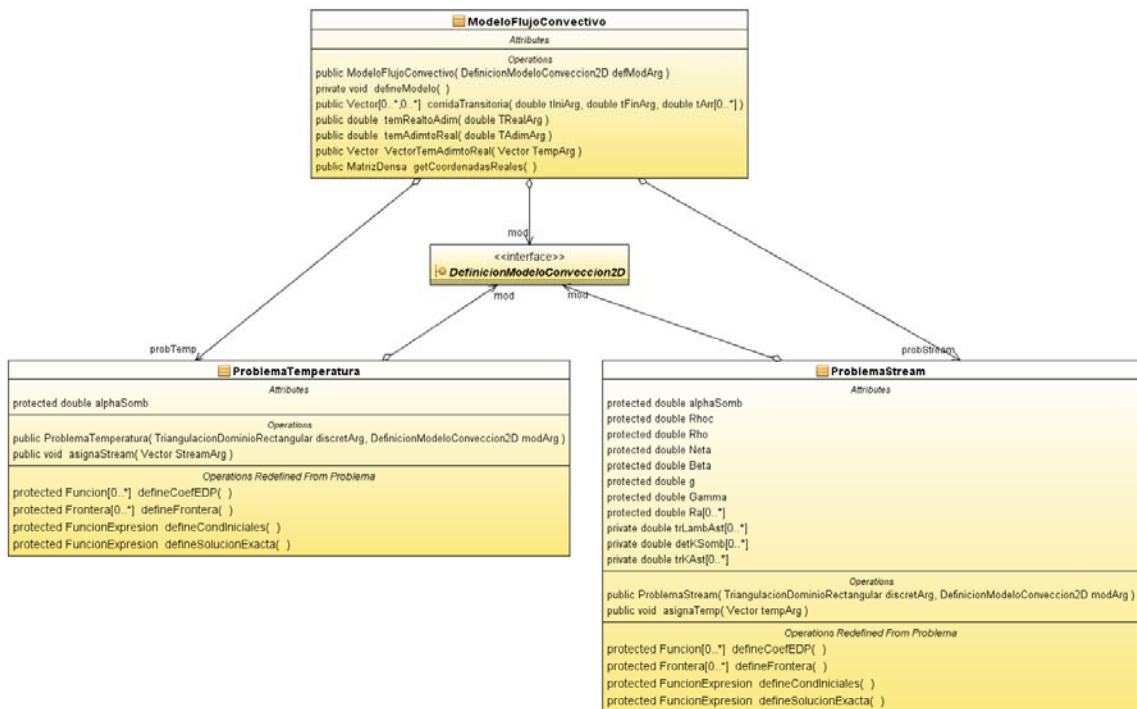 ModeloFlujoConvectivo
Attributes
Operations
public ModeloFlujoConvectivo( DefinicionModeloConveccion2D defModArg )
private void defineModelo( )
public Vector[0..*,0..*] corridaTransitoria( double tIniArg, double tFinArg, double tArr[0..*] )
public double temRealtoAdim( double TRealArg )
public double temAdimtoReal( double TAdimArg )
public Vector VectorTemAdimtoReal( Vector TempArg )
public MatrizDensa getCoordenadasReales( )
mod
<<interface>>
DefinicionModeloConveccion2D
mod
mod
probTemp
probStream
ProblemaTemperatura
Attributes
protected double alphaSomb
Operations
public ProblemaTemperatura( TriangulacionDominioRectangular discretArg, DefinicionModeloConveccion2D modArg )
public void asignaStream( Vector StreamArg )
Operations Redefined From Problema
protected Funcion[0..*] defineCoefEDP( )
protected Frontera[0..*] defineFrontera( )
protected FuncionExpresion defineCondIniciales( )
protected FuncionExpresion defineSolucionExacta( )
ProblemaStream
Attributes
protected double alphaSomb
protected double Rhoc
protected double Rho
protected double Neta
protected double Beta
protected double g
protected double Gamma
protected double Ra[0..*]
private double trLambAst[0..*]
private double detKSomb[0..*]
private double trKAst[0..*]
Operations
public ProblemaStream( TriangulacionDominioRectangular discretArg, DefinicionModeloConveccion2D modArg )
public void asignaTemp( Vector tempArg )
Operations Redefined From Problema
protected Funcion[0..*] defineCoefEDP( )
protected Frontera[0..*] defineFrontera( )
protected FuncionExpresion defineCondIniciales( )
protected FuncionExpresion defineSolucionExacta( )